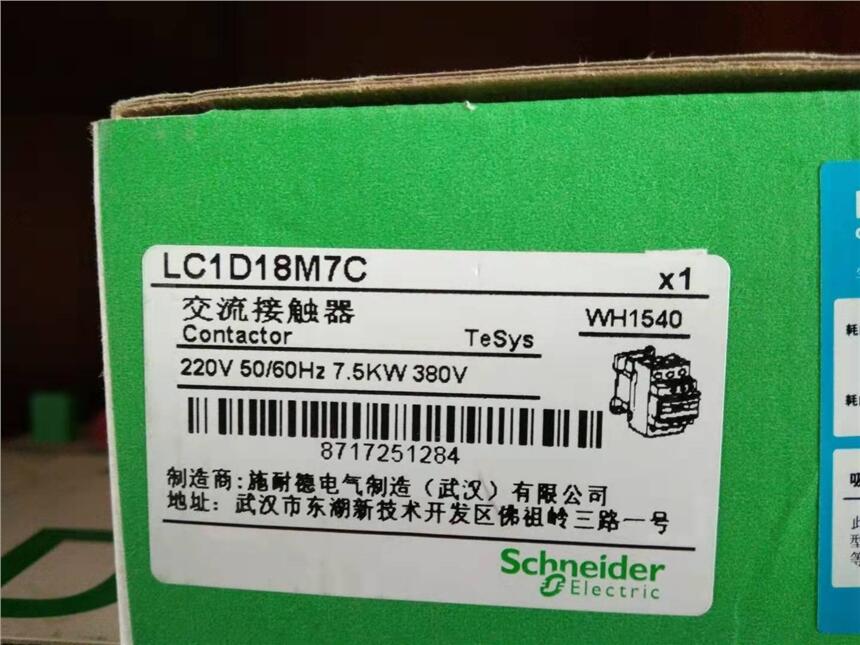 LC1D18M7C
x1
交流接触器
Contactor
TeSys
WH1540
220V 50/60Hz 7.5KW 380V
8717251284
制造商:施耐德电气制造（武汉）有限公司
地址：武汉市东湖新技术开发区佛祖岭三路一号
Schneider
Electric